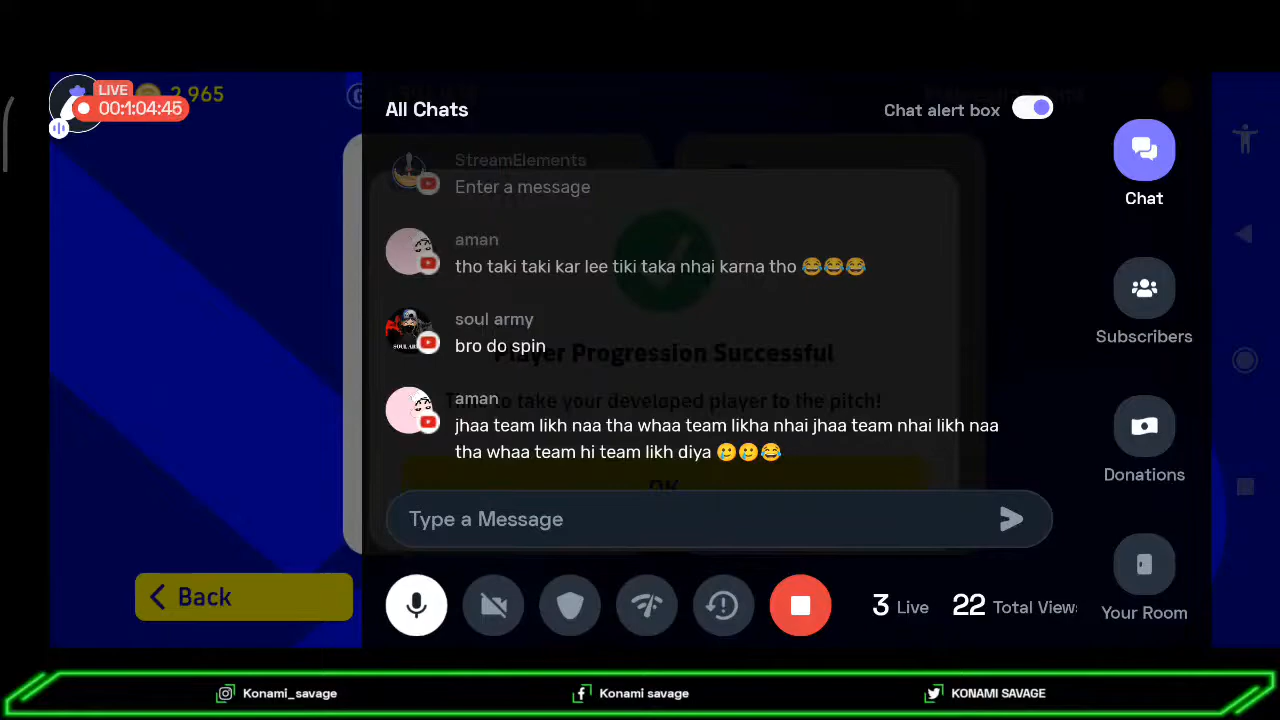 LIVE
00:1:04:45
2,965
All Chats
Chat alert box
StreamElements
Enter a message
aman
tho taki taki kar lee tiki taka nhai karna tho 😂😂😂
soul army
bro do spin
Player Progression Successful
aman
Time to take your developed player to the pitch!
jhaa team likh naa tha whaa team likha nhai jhaa team nhai likh naa
tha whaa team hi team likh diya 🥲🥲😂
OK
Type a Message
Chat
Subscribers
Donations
Your Room
Back
3 Live
22 Total View
Konami_savage
Konami savage
KONAMI SAVAGE